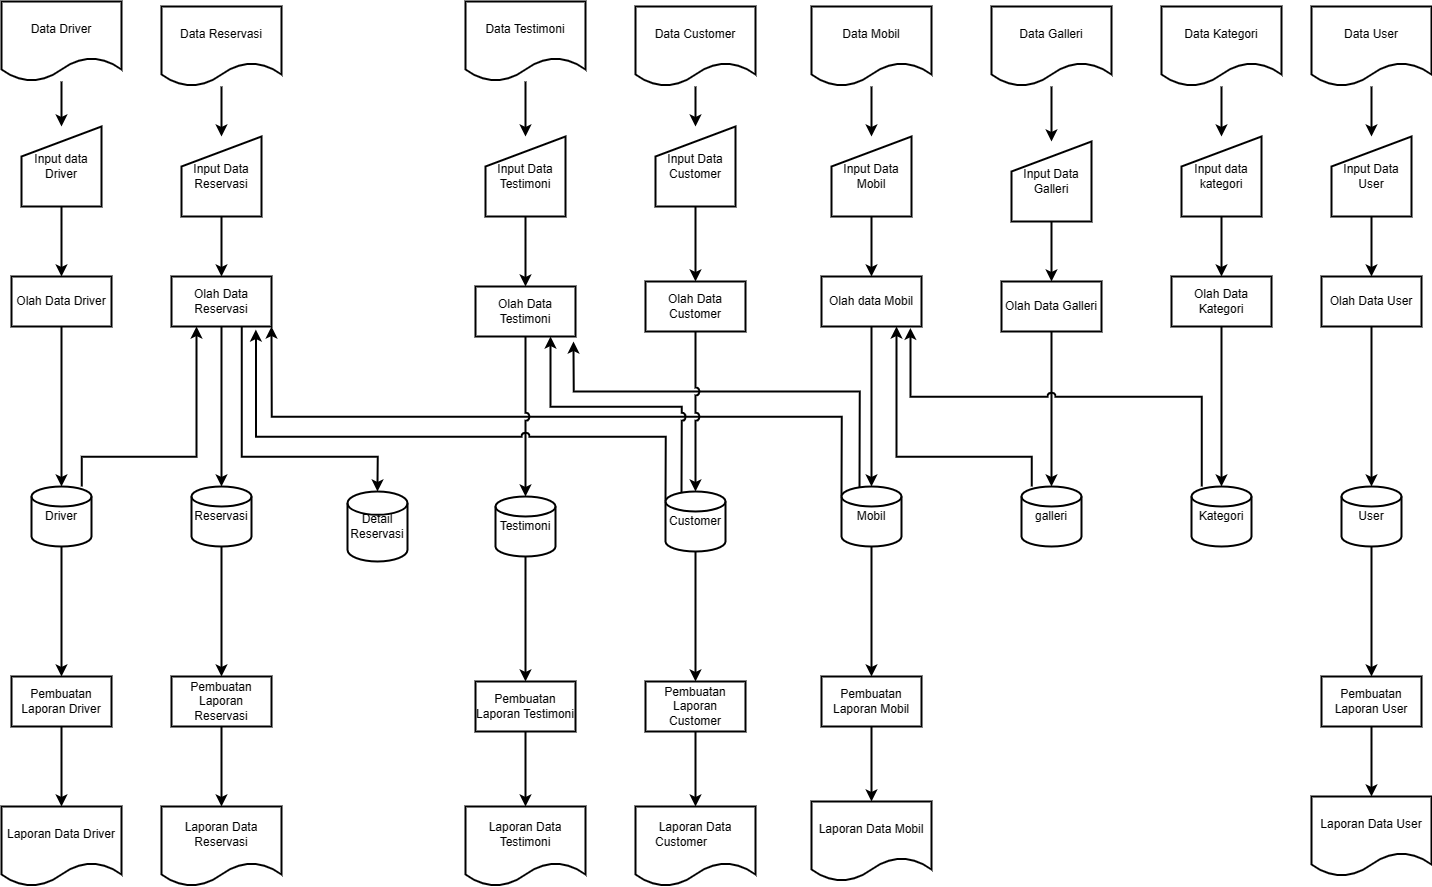 Data Driver
Data Reservasi
Data Testimoni
Data Customer
Data Mobil
Data Galleri
Data Kategori
Data User
Input data
Driver
Input Data
Reservasi
Input Data
Testimoni
Input Data
Customer
Input Data
Mobil
Input Data
Galleri
Input data
kategori
Input Data
User
Olah Data Driver
Olah Data
Reservasi
Olah Data
Testimoni
Olah Data
Customer
Olah data Mobil
Olah Data Galleri
Olah Data
Kategori
Olah Data User
Driver
Reservasi
Detail
Reservasi
Testimoni
Customer
Mobil
galleri
Kategori
User
Pembuatan
Laporan Driver
Pembuatan
Laporan
Reservasi
Pembuatan
Laporan Testimoni
Pembuatan
Laporan
Customer
Pembuatan
Laporan Mobil
Pembuatan
Laporan User
Laporan Data Driver
Laporan Data
Reservasi
Laporan Data
Testimoni
Laporan Data
Customer
Laporan Data Mobil
Laporan Data User